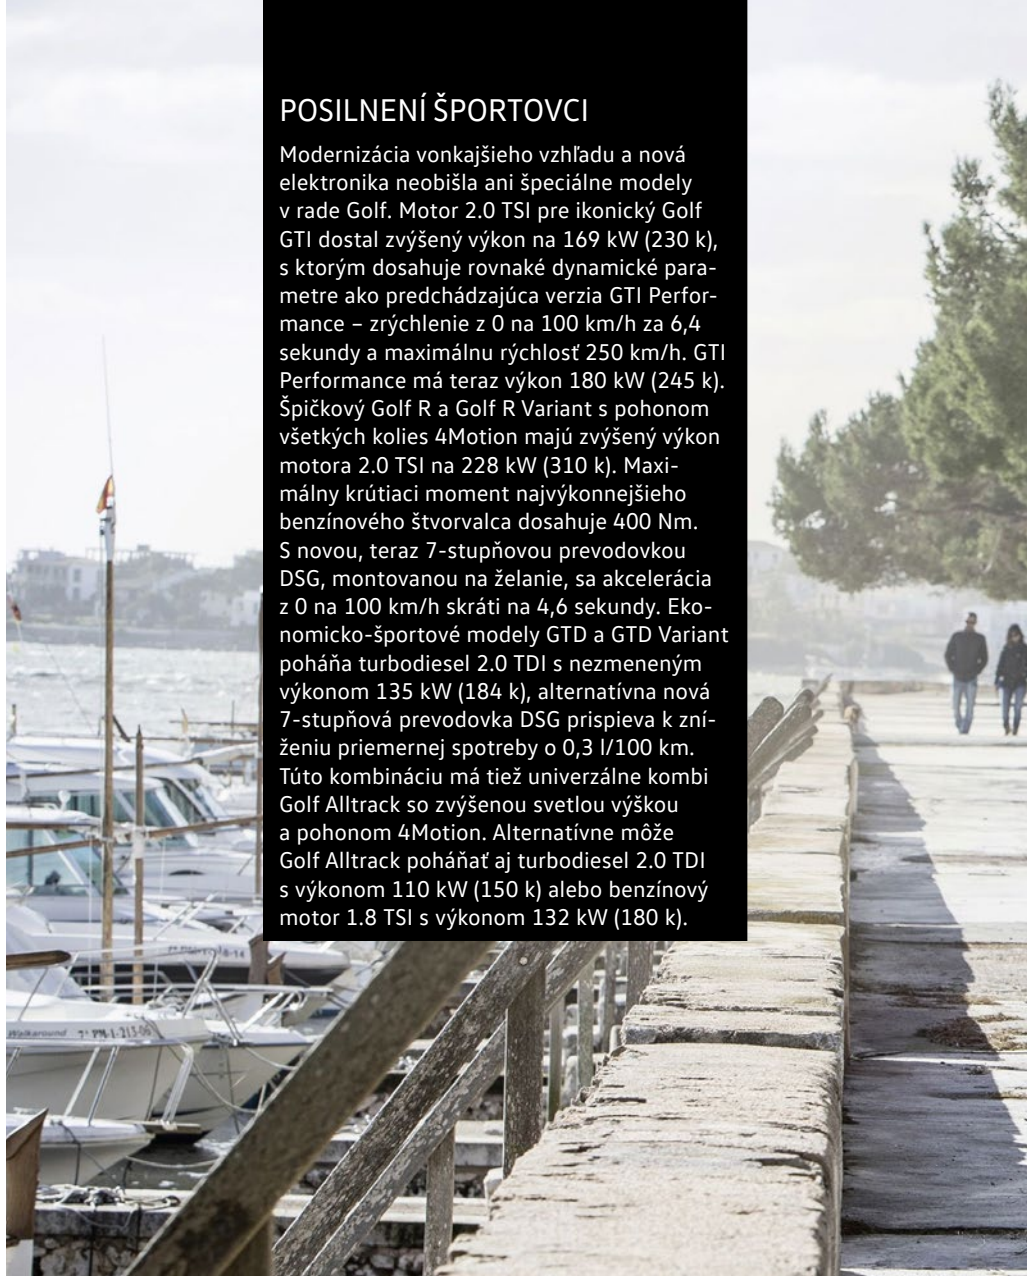 POSILNENÍ ŠPORTOVCI
Modernizácia vonkajšieho vzhľadu a nová
elektronika neobišla ani špeciálne modely
v rade Golf. Motor 2.0 TSI pre ikonický Golf
GTI dostal zvýšený výkon na 169 kW (230 k),
s ktorým dosahuje rovnaké dynamické para-
metre ako predchádzajúca verzia GTI Perfor-
mance – zrýchlenie z 0 na 100 km/h za 6,4
sekundy a maximálnu rýchlosť 250 km/h. GTI
Performance má teraz výkon 180 kW (245 k).
Špičkový Golf R a Golf R Variant s pohonom
všetkých kolies 4Motion majú zvýšený výkon
motora 2.0 TSI na 228 kW (310 k). Maxi-
málny krútiaci moment najvýkonnejšieho
benzínového štvorvalca dosahuje 400 Nm.
S novou, teraz 7-stupňovou prevodovkou
DSG, montovanou na želanie, sa akcelerácia
z 0 na 100 km/h skráti na 4,6 sekundy. Eko-
nomicko-športové modely GTD a GTD Variant
poháňa turbodiesel 2.0 TDI s nezmeneným
výkonom 135 kW (184 k), alternatívna nová
7-stupňová prevodovka DSG prispieva k zní-
ženiu priemernej spotreby o 0,3 l/100 km.
Túto kombináciu má tiež univerzálne kombi
Golf Alltrack so zvýšenou svetlou výškou
a pohonom 4Motion. Alternatívne môže
Golf Alltrack poháňať aj turbodiesel 2.0 TDI
s výkonom 110 kW (150 k) alebo benzínový
motor 1.8 TSI s výkonom 132 kW (180 k).
Walkaround